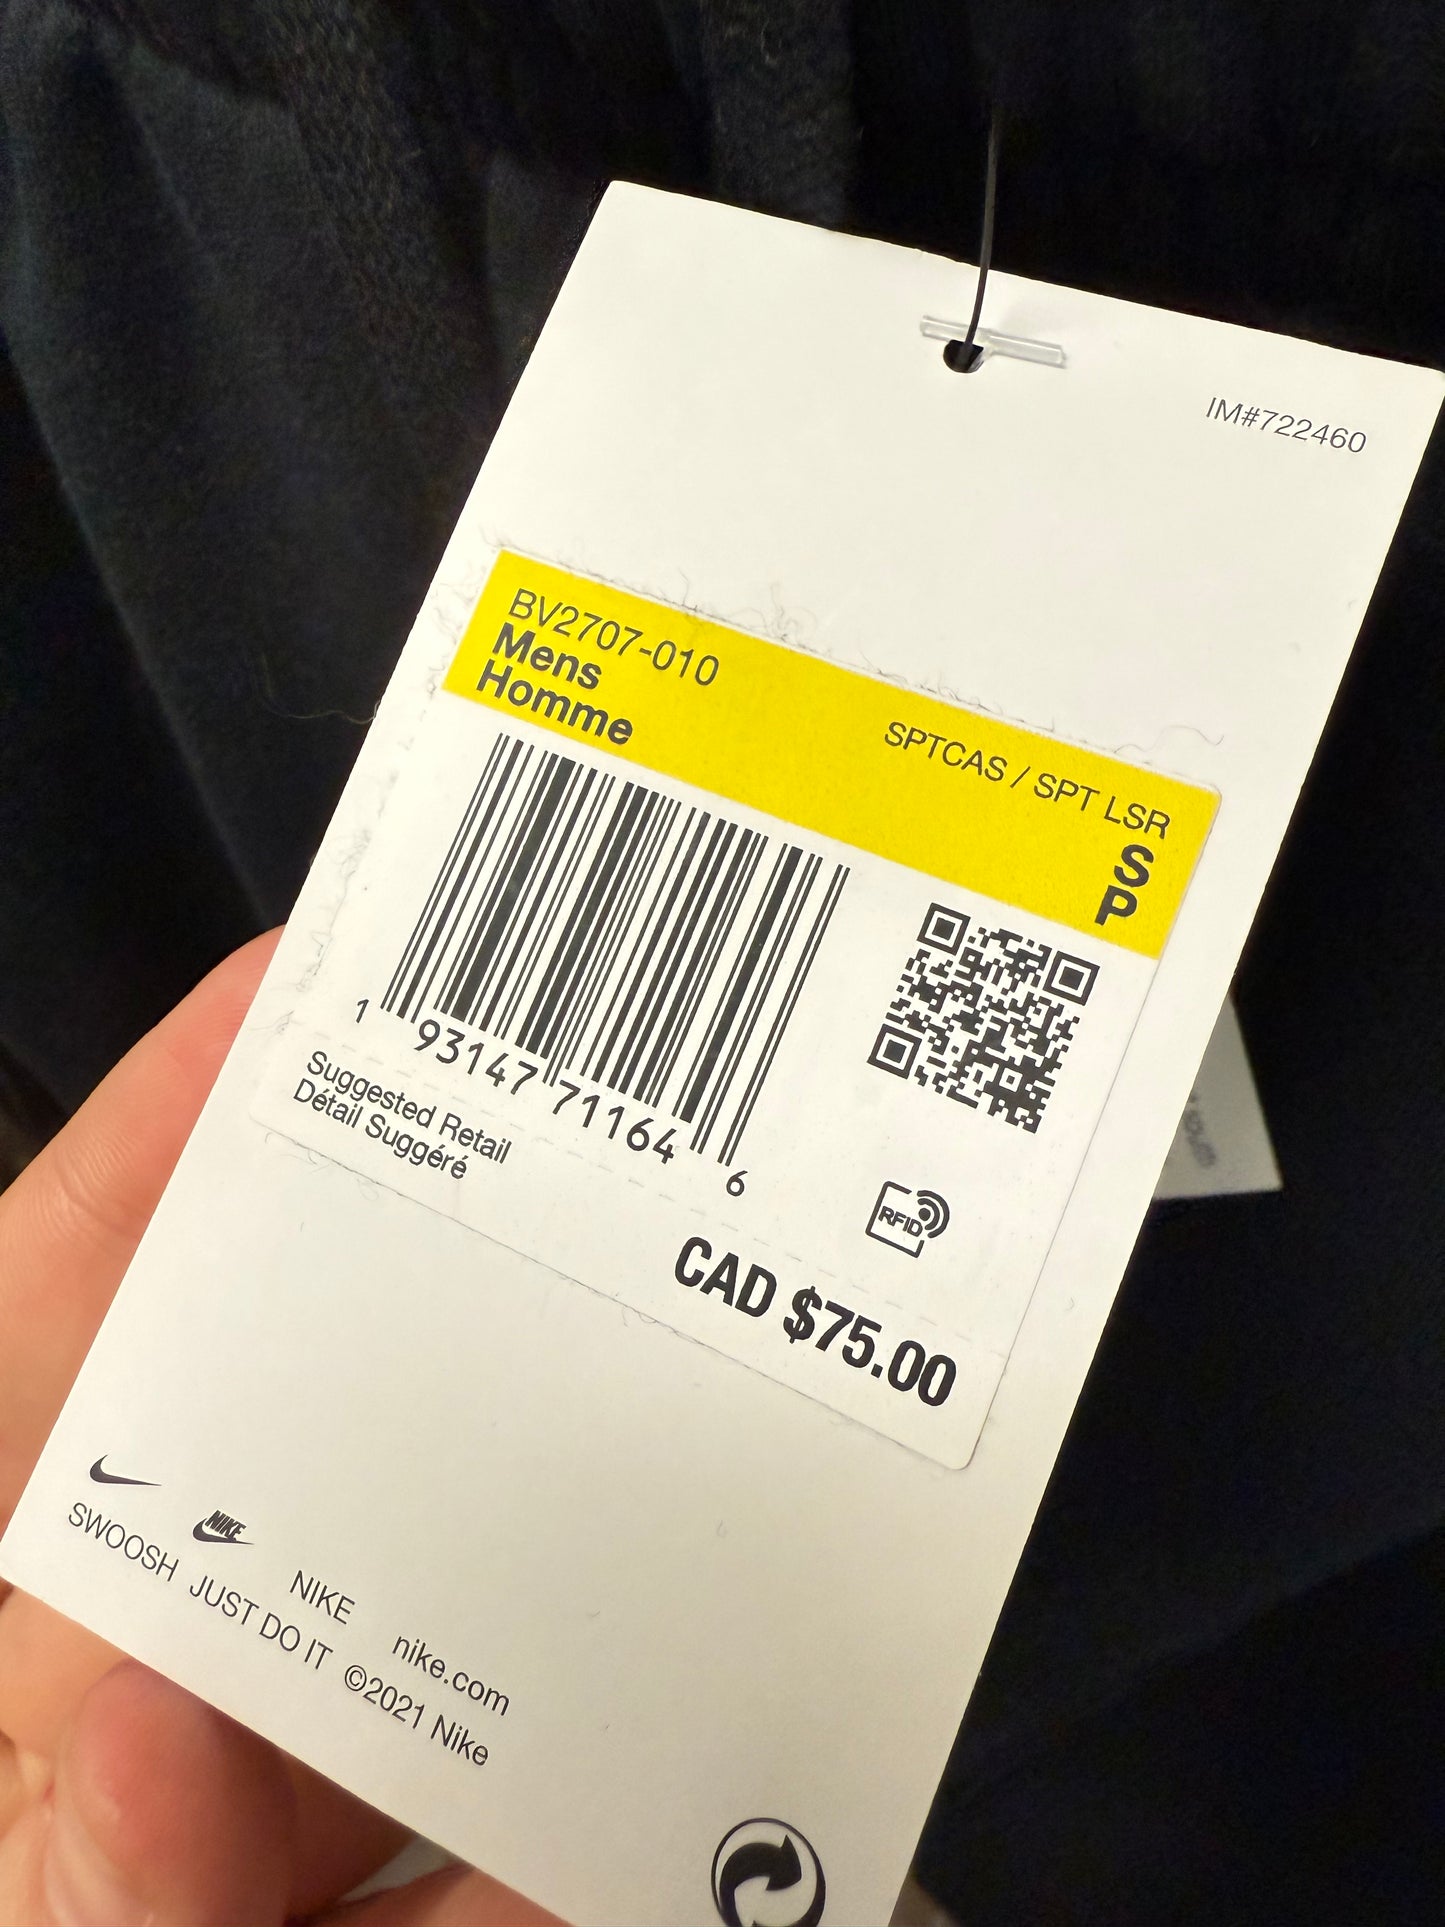 IM#722460
BV2707-010
Mens
Homme
SPTCAS / SPT LSR
S
P
1 93147 71164 6
Suggested Retail
Détail Suggéré
RFID
CAD $75.00
NIKE
NIKE
nike.com
SWOOSH JUST DO IT ©2021 Nike